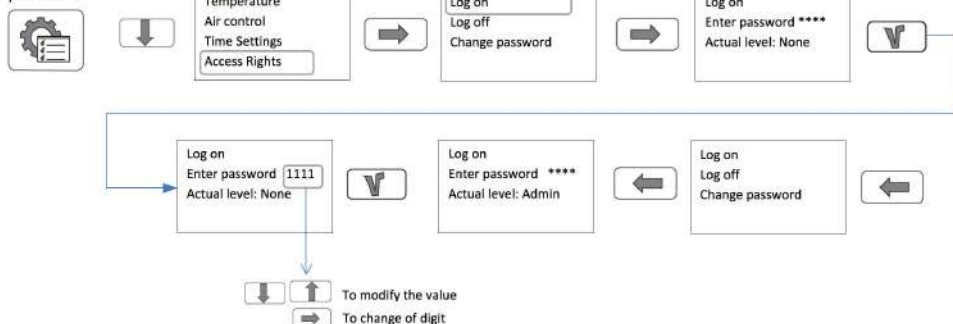 Temperature
Air control
Time Settings
Access Rights
Log on
Log off
Change password
Log on
Enter password ****
Actual level: None
Log on
Enter password 1111
Actual level: None
Log on
Enter password ****
Actual level: Admin
Log on
Log off
Change password
To modify the value
To change of digit